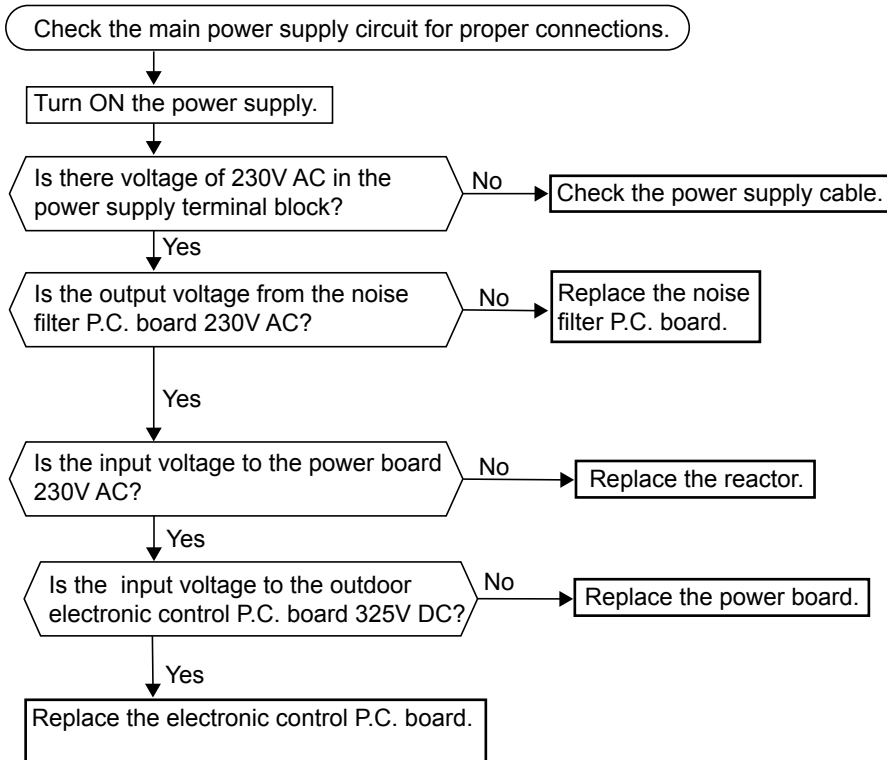 Check the main power supply circuit for proper connections.
Turn ON the power supply.
Is there voltage of 230V AC in the
power supply terminal block?
No
Check the power supply cable.
Yes
Is the output voltage from the noise
filter P.C. board 230V AC?
No
Replace the noise
filter P.C. board.
Yes
Is the input voltage to the power board
230V AC?
No
Replace the reactor.
Yes
Is the  input voltage to the outdoor
electronic control P.C. board 325V DC?
No
Replace the power board.
Yes
Replace the electronic control P.C. board.